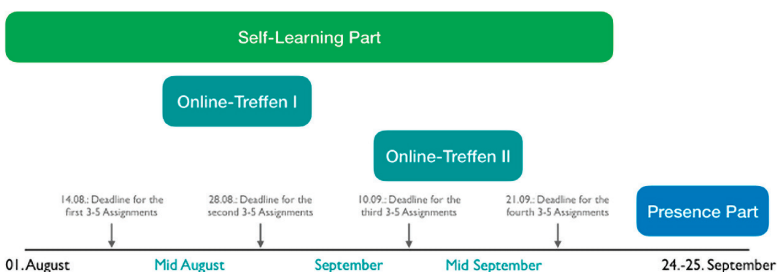 Self-Learning Part
Online-Treffen I
Online-Treffen II
14.08.: Deadline for the
first 3-5 Assignments
28.08.: Deadline for the
second 3-5 Assignments
10.09.: Deadline for the
third 3-5 Assignments
21.09.: Deadline for the
fourth 3-5 Assignments
Presence Part
01. August
Mid August
September
Mid September
24.-25. September